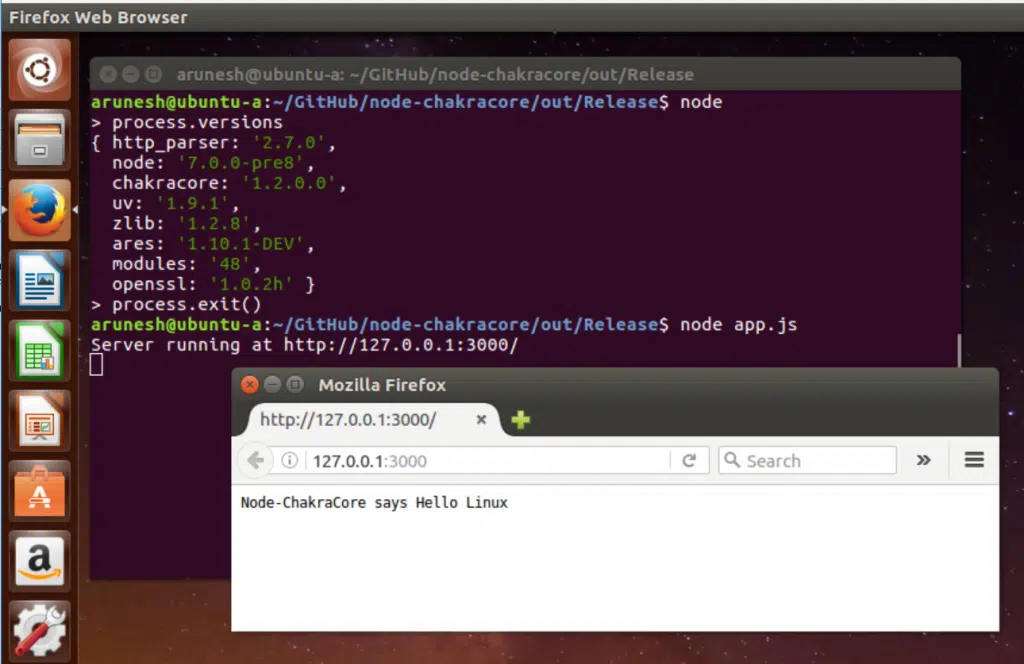 Firefox Web Browser
arunesh@ubuntu-a: ~/GitHub/node-chakracore/out/Release
arunesh@ubuntu-a:~/GitHub/node-chakracore/out/Release$ node
> process.versions
{ http_parser: '2.7.0',
node: '7.0.0-pre8',
chakracore: '1.2.0.0',
uv: '1.9.1',
zlib: '1.2.8',
ares: '1.10.1-DEV',
modules: '48',
openssl: '1.0.2h' }
> process.exit()
arunesh@ubuntu-a:~/GitHub/node-chakracore/out/Release$ node app.js
Server running at http://127.0.0.1:3000/
Mozilla Firefox
http://127.0.0.1:3000/
127.0.0.1:3000
Search
Node-ChakraCore says Hello Linux
A
a